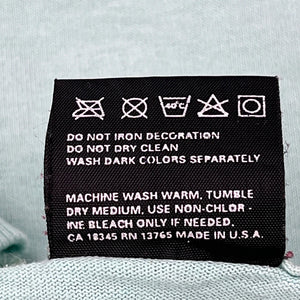 40°C
DO NOT IRON DECORATION
DO NOT DRY CLEAN
WASH DARK COLORS SEPARATELY
MACHINE WASH WARM, TUMBLE
DRY MEDIUM, USE NON-CHLOR-
INE BLEACH ONLY IF NEEDED.
CA 18345 RN 13765 MADE IN U.S.A.